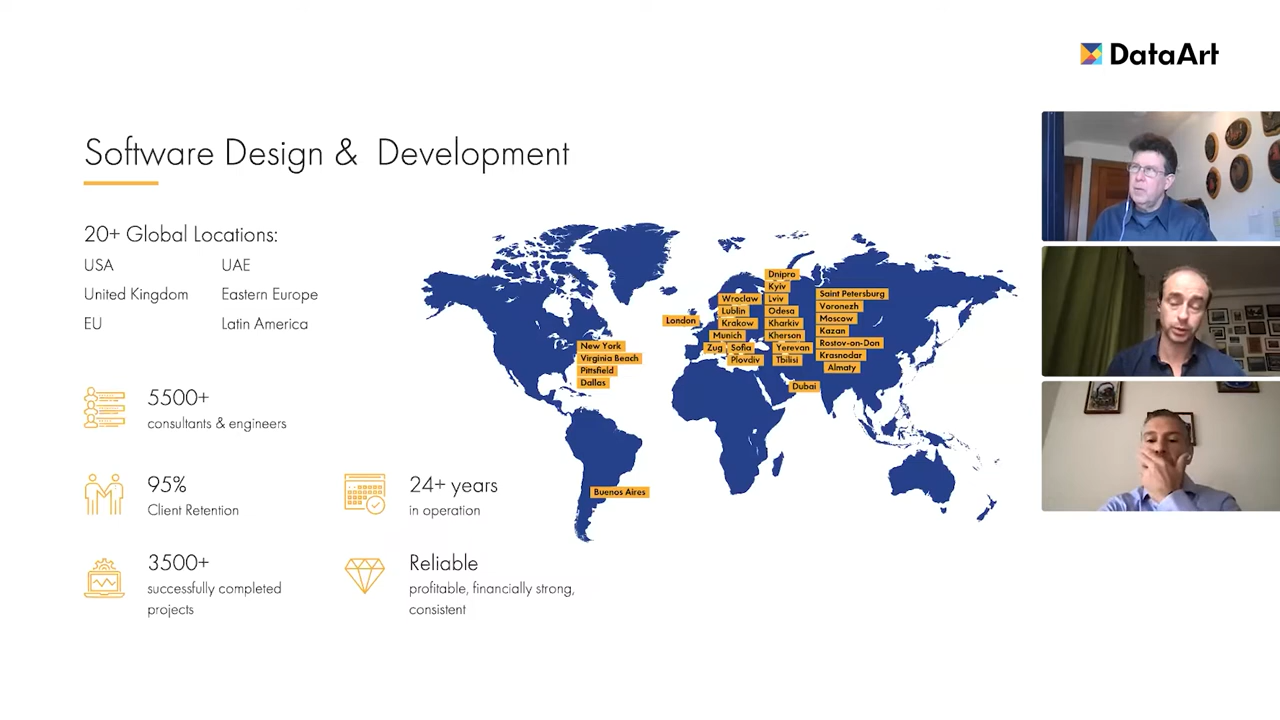 DataArt
Software Design & Development
20+ Global Locations:
USA
UAE
United Kingdom
Eastern Europe
EU
Latin America
5500+
consultants & engineers
95%
Client Retention
24+ years
in operation
3500+
successfully completed
projects
Reliable
profitable, financially strong,
consistent
New York
Virginia Beach
Pittsfield
Dallas
Buenos Aires
London
Wroclaw
Lublin
Krakow
Munich
Zug
Sofia
Plovdiv
Dnipro
Kyiv
Lviv
Odesa
Kharkiv
Kherson
Yerevan
Tbilisi
Saint Petersburg
Voronezh
Moscow
Kazan
Rostov-on-Don
Krasnodar
Almaty
Dubai